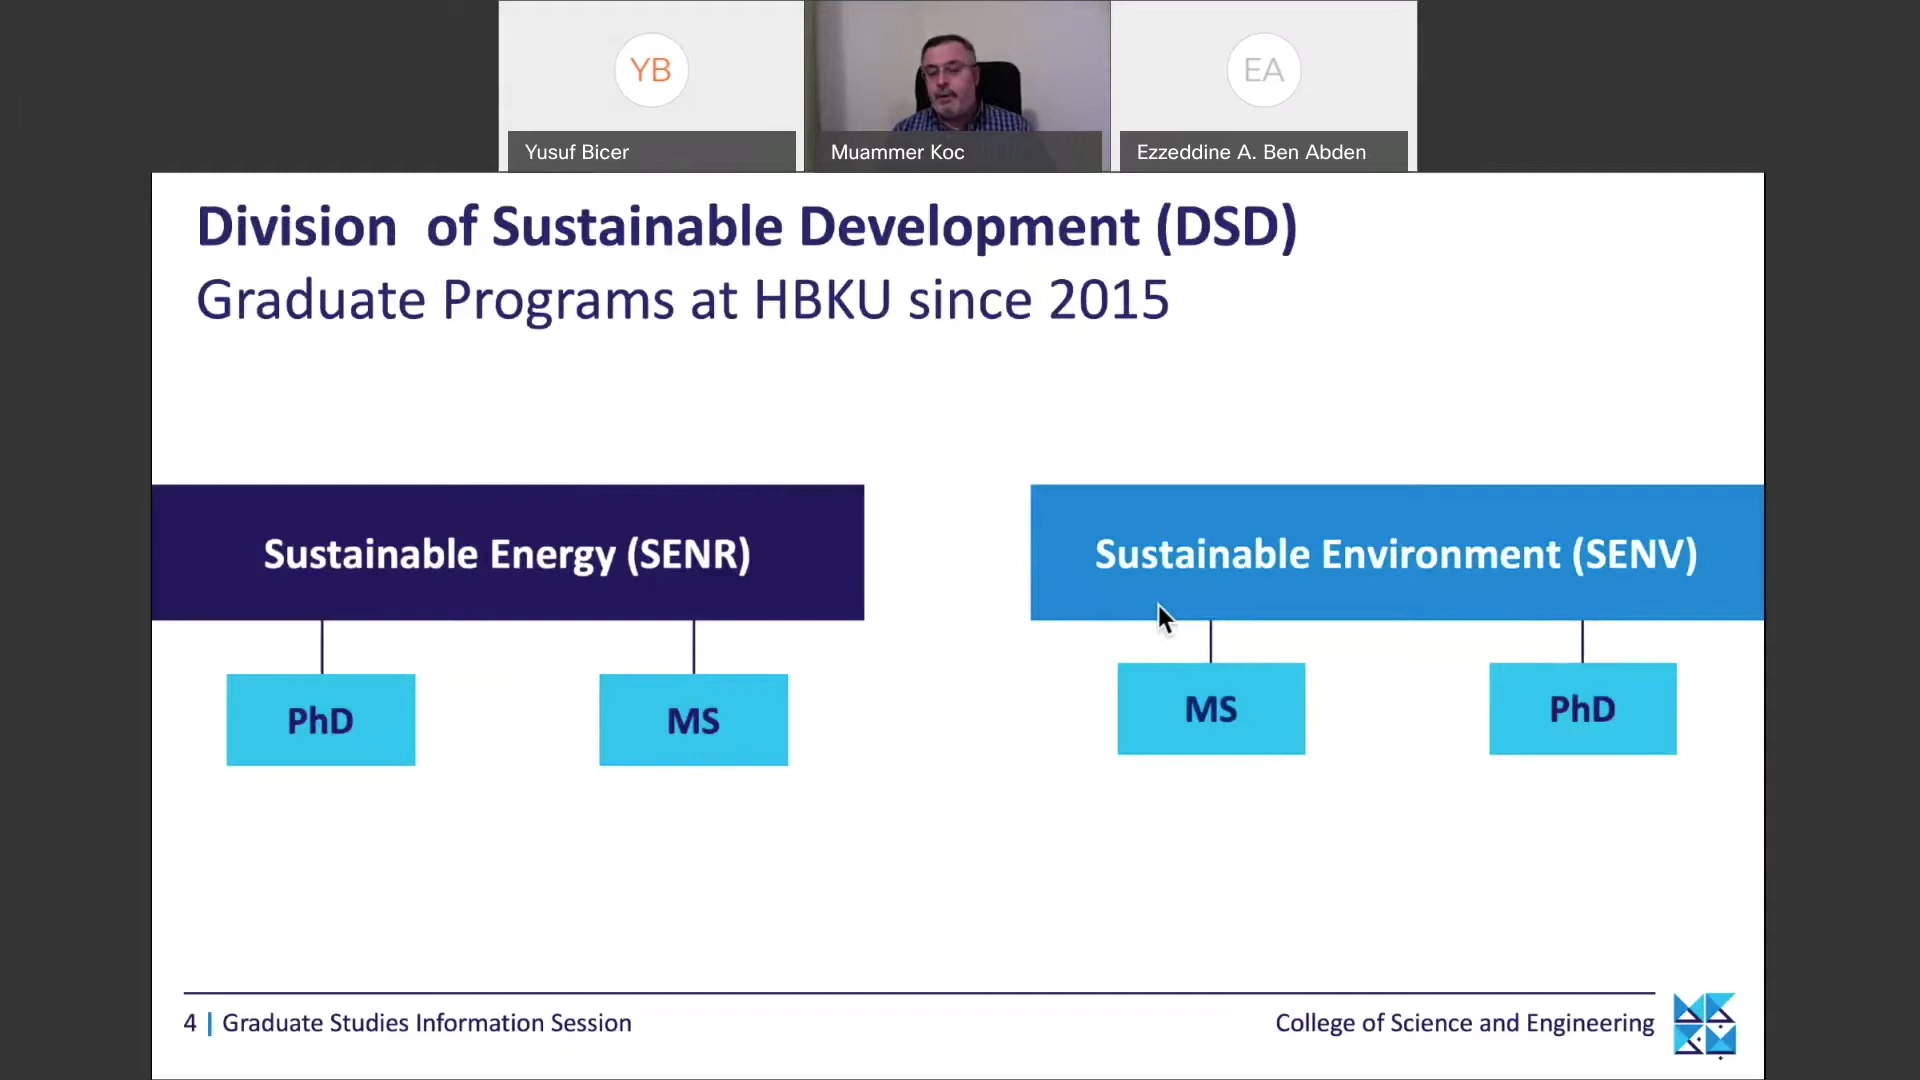 YB
EA
Yusuf Bicer
Muammer Koc
Ezzeddine A. Ben Abden
Division of Sustainable Development (DSD)
Graduate Programs at HBKU since 2015
Sustainable Energy (SENR)
Sustainable Environment (SENV)
PhD
MS
MS
PhD
4 | Graduate Studies Information Session
College of Science and Engineering